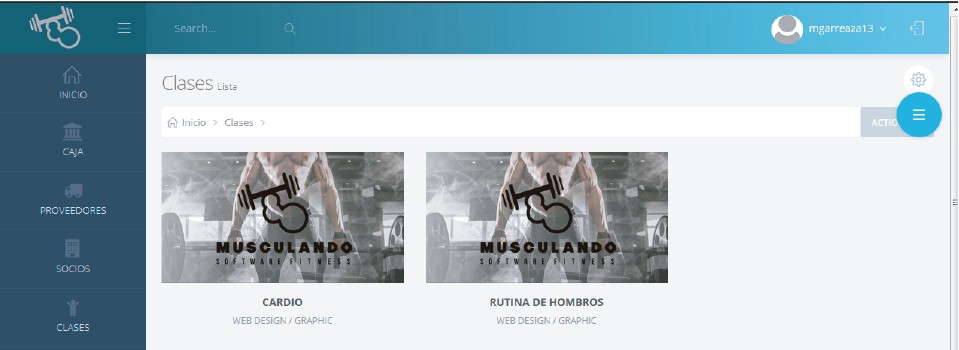 Search...
mgarreaza13
INICIO
CAJA
PROVEEDORES
SOCIOS
CLASES
Clases Lista
Inicio > Clases >
MUSCULANDO
SOFTWARE FITNESS
CARDIO
WEB DESIGN / GRAPHIC
MUSCULANDO
SOFTWARE FITNESS
RUTINA DE HOMBROS
WEB DESIGN / GRAPHIC